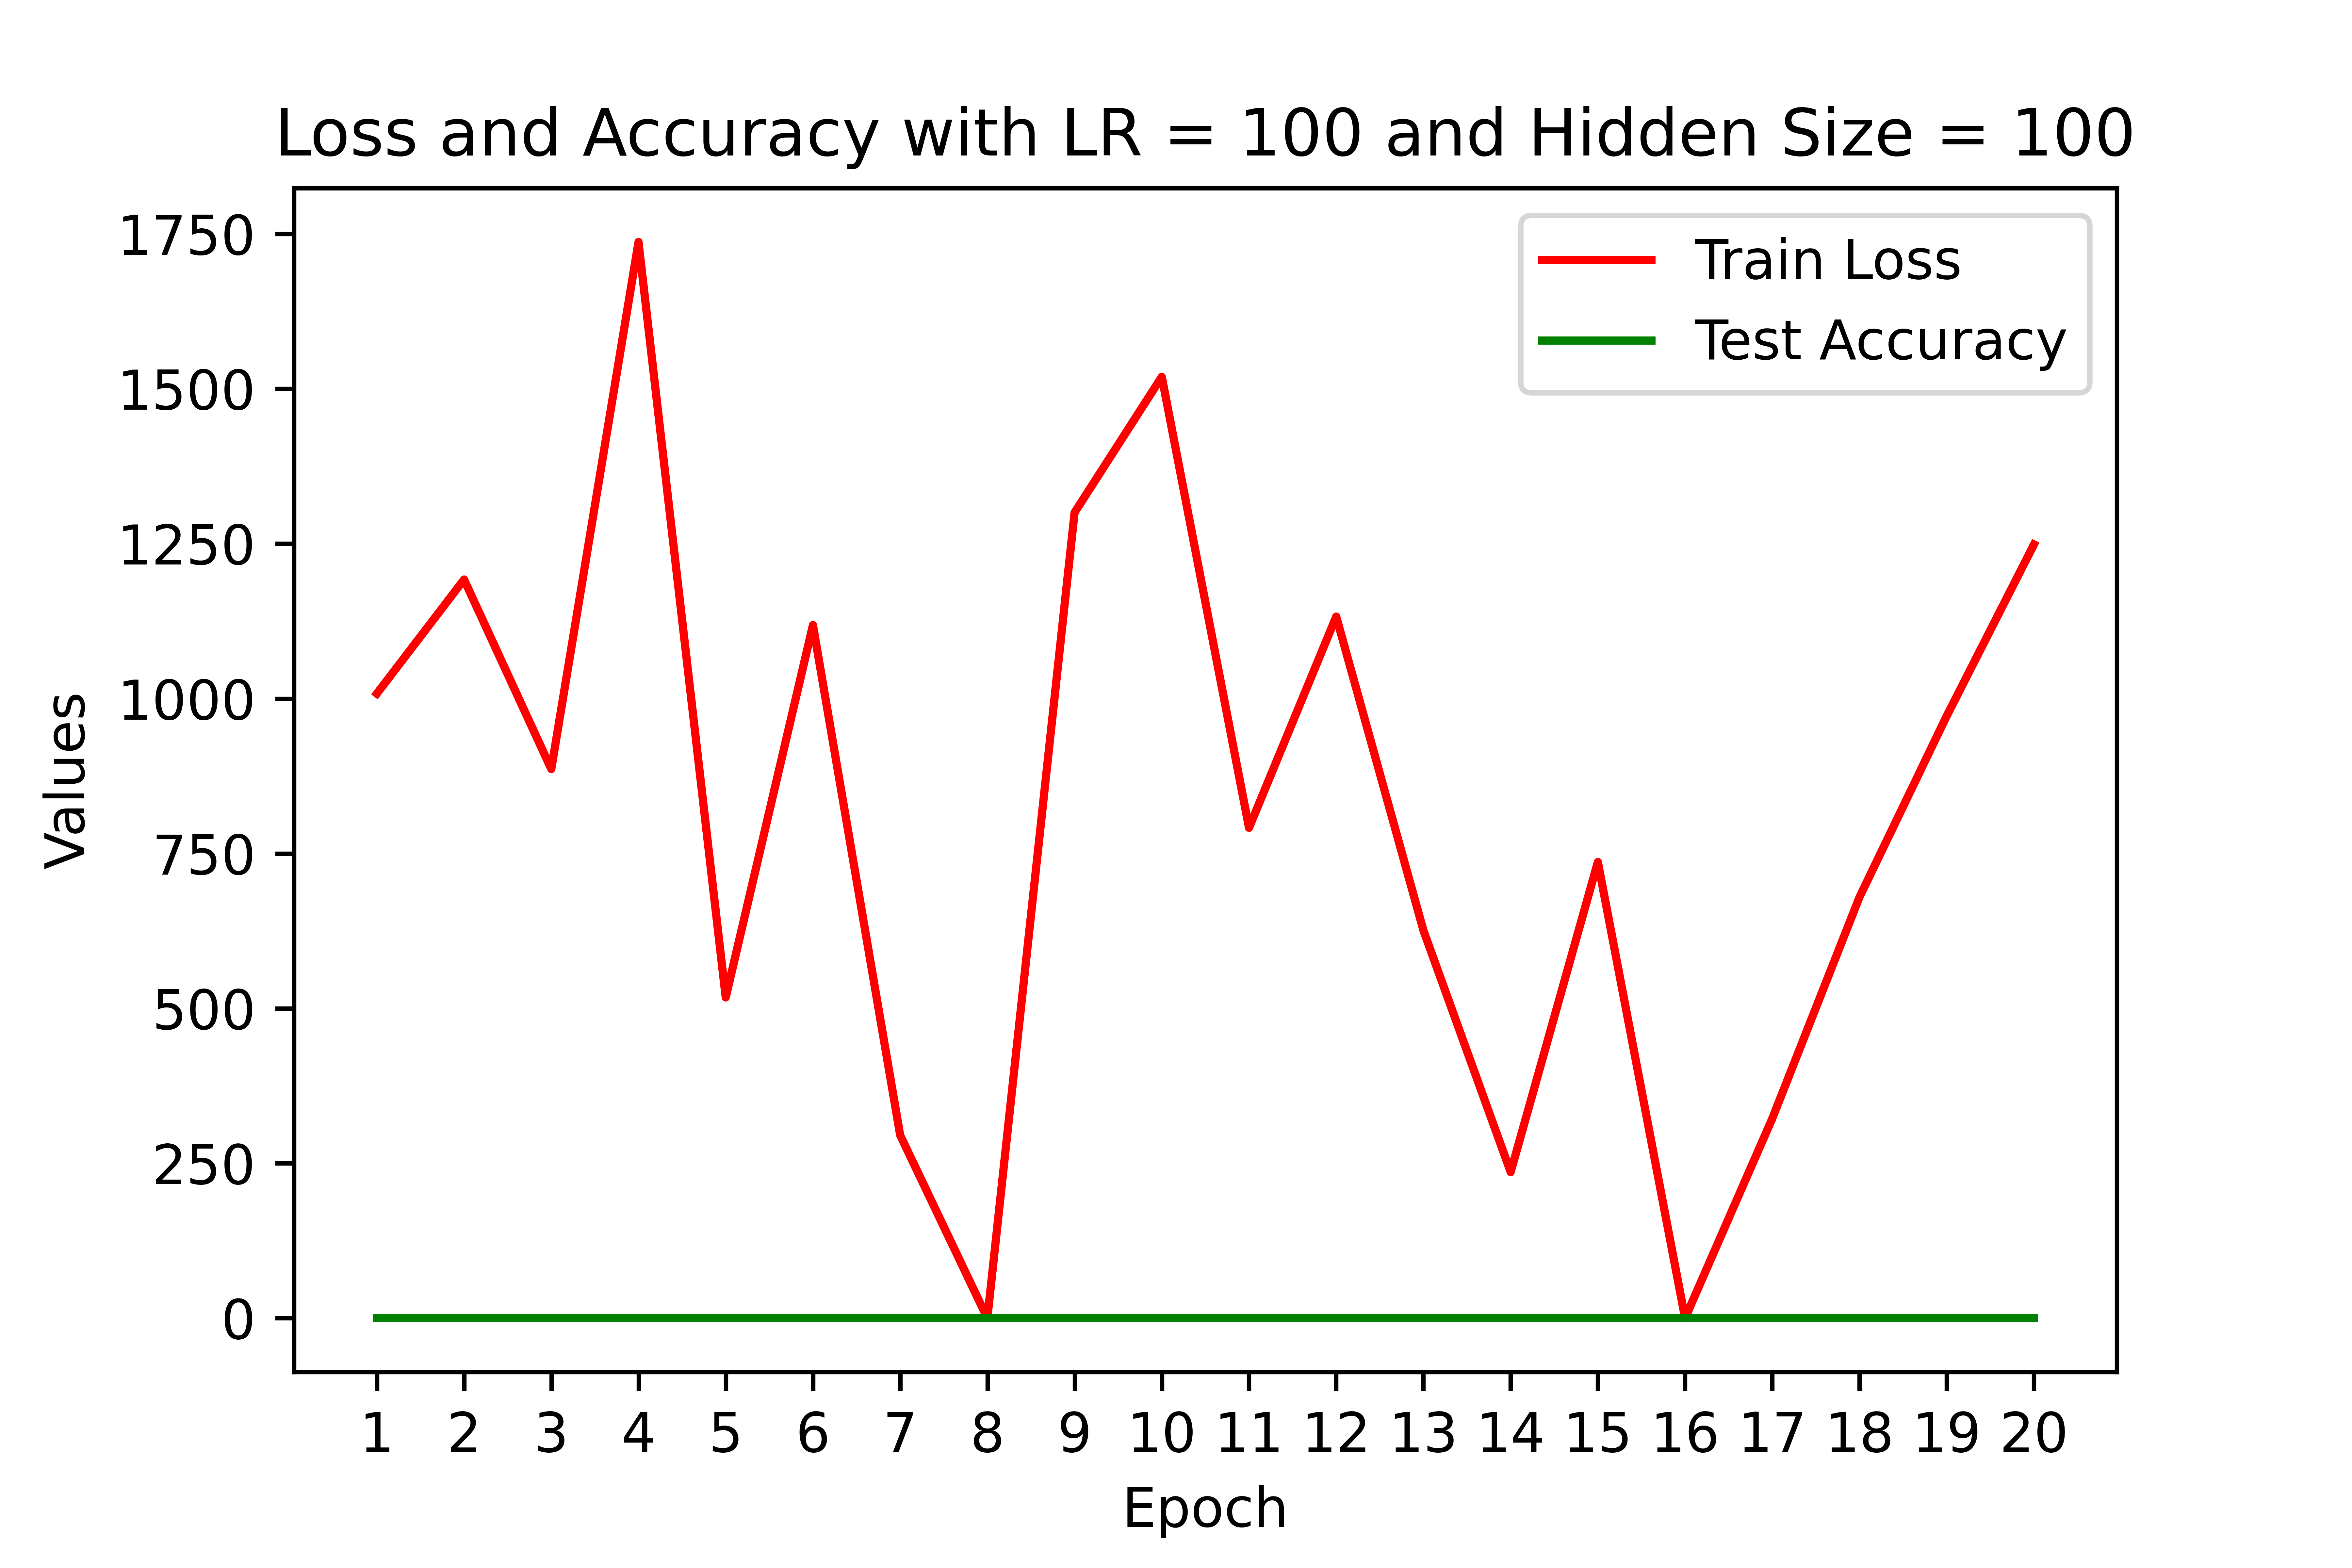 Loss and Accuracy with LR = 100 and Hidden Size = 100
Train Loss
Test Accuracy
1750
1500
1250
1000
750
500
250
0
Values
1 2 3 4 5 6 7 8 9 10 11 12 13 14 15 16 17 18 19 20
Epoch